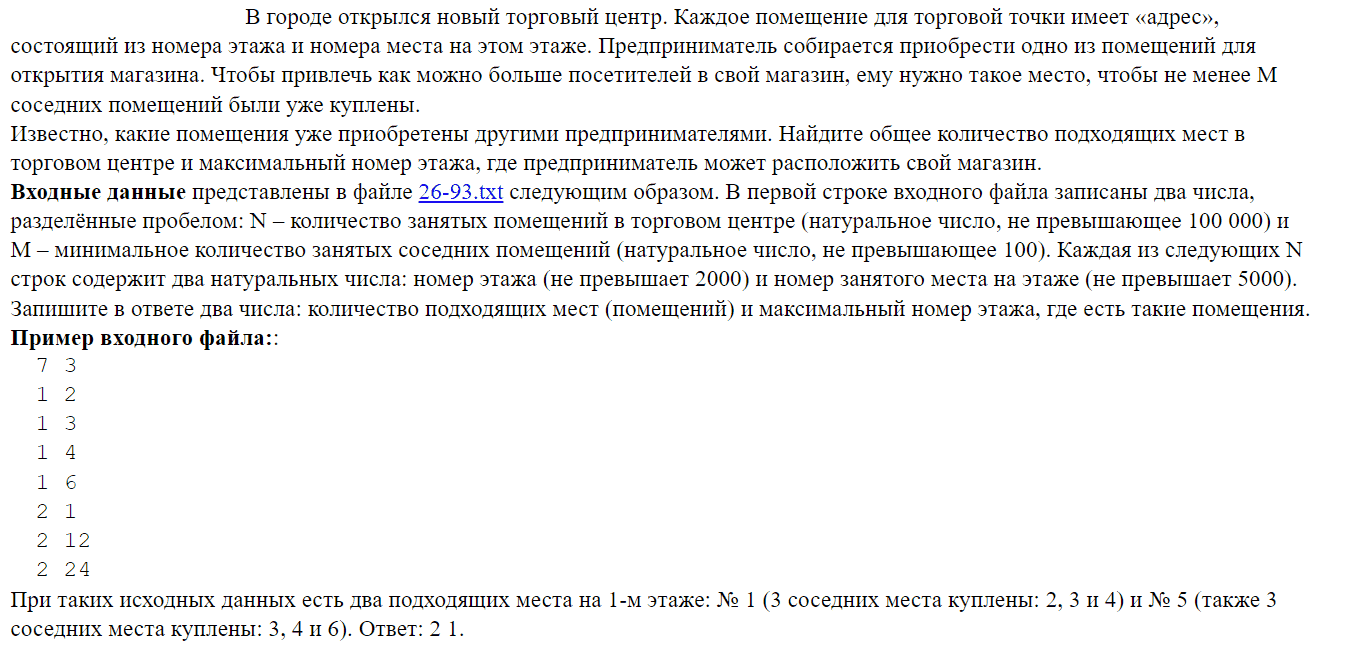 В городе открылся новый торговый центр. Каждое помещение для торговой точки имеет «адрес»,
состоящий из номера этажа и номера места на этом этаже. Предприниматель собирается приобрести одно из помещений для
открытия магазина. Чтобы привлечь как можно больше посетителей в свой магазин, ему нужно такое место, чтобы не менее M
соседних помещений были уже куплены.
Известно, какие помещения уже приобретены другими предпринимателями. Найдите общее количество подходящих мест в
торговом центре и максимальный номер этажа, где предприниматель может расположить свой магазин.
Входные данные представлены в файле 26-93.txt следующим образом. В первой строке входного файла записаны два числа,
разделённые пробелом: N – количество занятых помещений в торговом центре (натуральное число, не превышающее 100 000) и
M – минимальное количество занятых соседних помещений (натуральное число, не превышающее 100). Каждая из следующих N
строк содержит два натуральных числа: номер этажа (не превышает 2000) и номер занятого места на этаже (не превышает 5000).
Запишите в ответе два числа: количество подходящих мест (помещений) и максимальный номер этажа, где есть такие помещения.
Пример входного файла::
7 3
1 2
1 3
1 4
1 6
2 1
2 12
2 24
При таких исходных данных есть два подходящих места на 1-м этаже: № 1 (3 соседних места куплены: 2, 3 и 4) и № 5 (также 3
соседних места куплены: 3, 4 и 6). Ответ: 2 1.